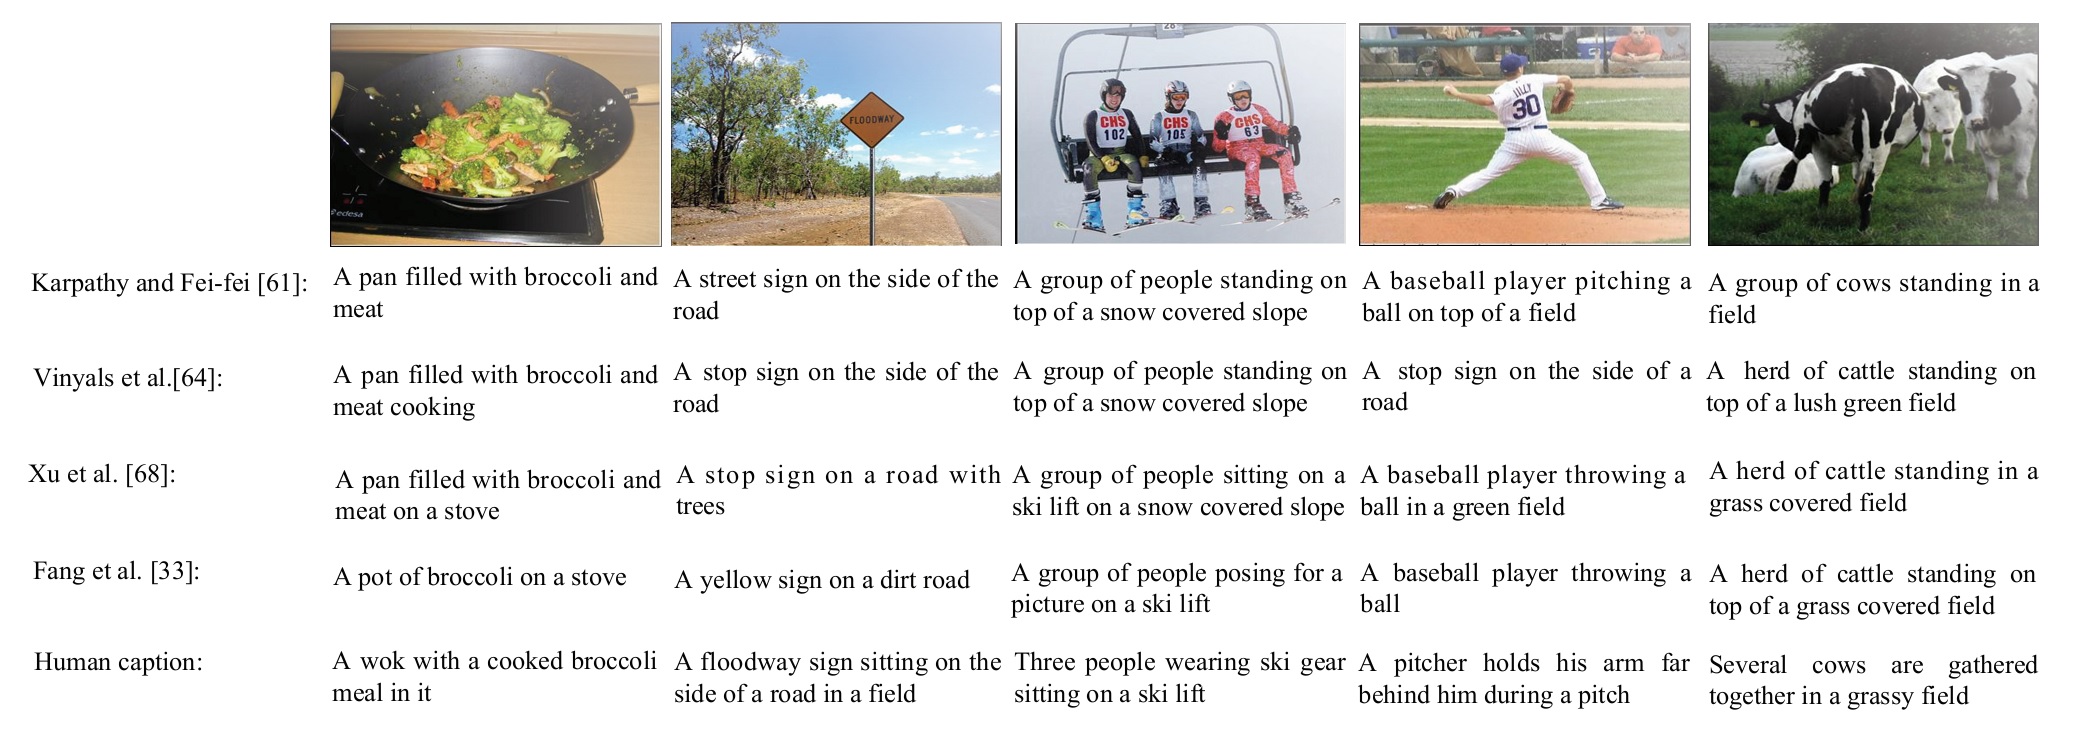 28
FLOODWAY
CHS
102
CHS
105
CHS
63
LILLY
30
edesa
Karpathy and Fei-fei [61]:
A pan filled with broccoli and
meat
A street sign on the side of the
road
A group of people standing on
top of a snow covered slope
A baseball player pitching a
ball on top of a field
A group of cows standing in a
field
Vinyals et al.[64]:
A pan filled with broccoli and
meat cooking
A stop sign on the side of the
road
A group of people standing on
top of a snow covered slope
A stop sign on the side of a
road
A herd of cattle standing on
top of a lush green field
Xu et al. [68]:
A pan filled with broccoli and
meat on a stove
A stop sign on a road with
trees
A group of people sitting on a
ski lift on a snow covered slope
A baseball player throwing a
ball in a green field
A herd of cattle standing in a
grass covered field
Fang et al. [33]:
A pot of broccoli on a stove
A yellow sign on a dirt road
A group of people posing for a
picture on a ski lift
A baseball player throwing a
ball
A herd of cattle standing on
top of a grass covered field
Human caption:
A wok with a cooked broccoli
meal in it
A floodway sign sitting on the
side of a road in a field
Three people wearing ski gear
sitting on a ski lift
A pitcher holds his arm far
behind him during a pitch
Several cows are gathered
together in a grassy field